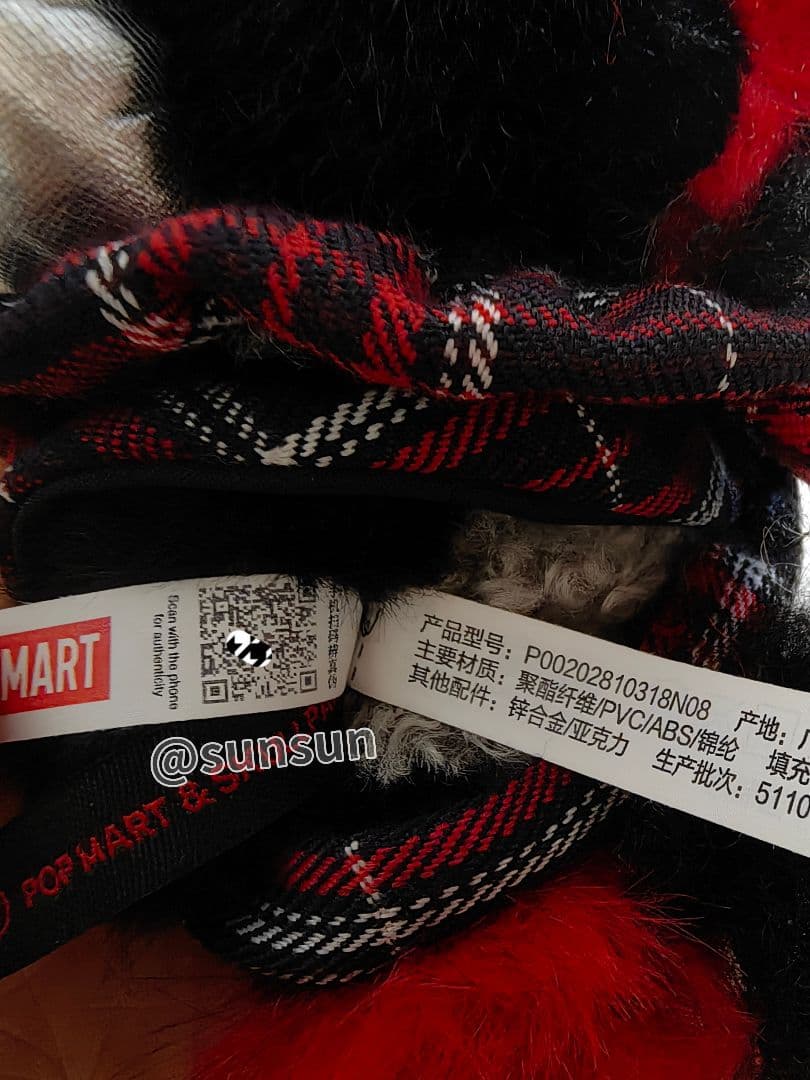 MART
Scan with the phone
for authenticity
手机扫码辨真伪
产品型号：P00202810318N08 产地：
主要材质：聚酯纤维/PVC/ABS/锦纶 填充
其他配件：锌合金/亚克力 生产批次：5110
@sunsun
POP MART &